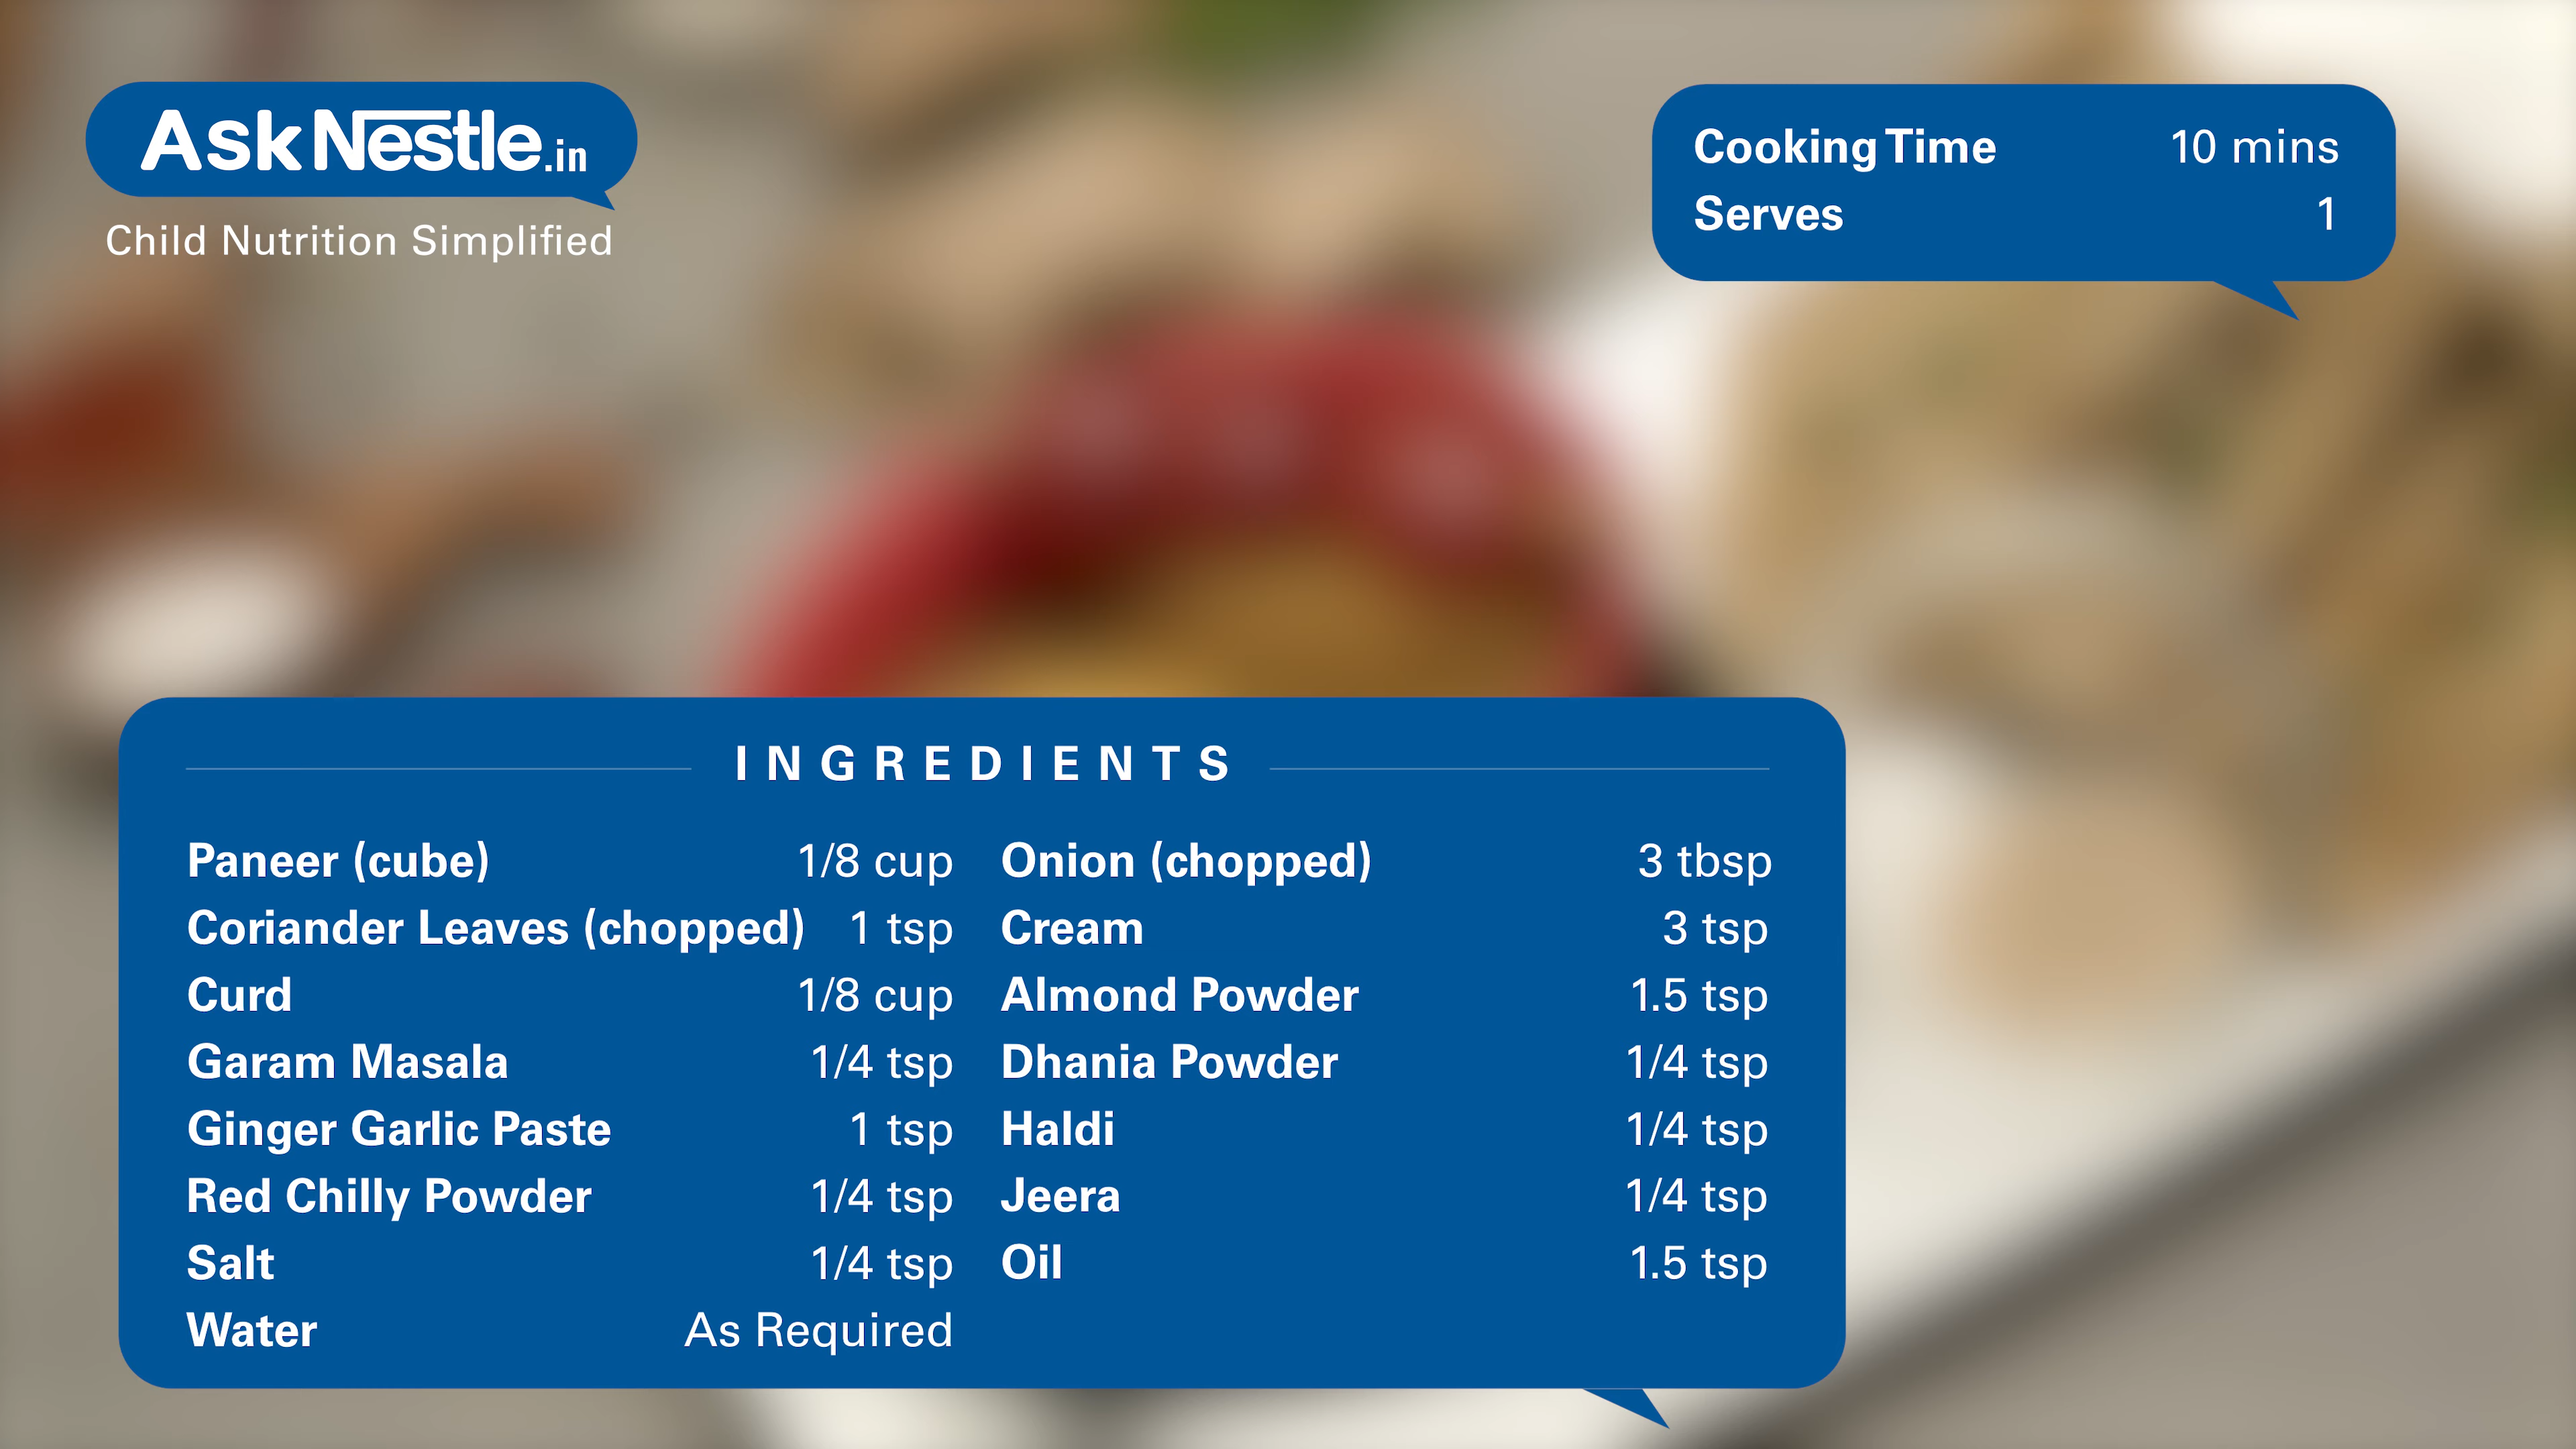 Ask Nestle.in
Child Nutrition Simplified
Cooking Time 10 mins
Serves 1
INGREDIENTS
Paneer (cube) 1/8 cup
Coriander Leaves (chopped) 1 tsp
Curd 1/8 cup
Garam Masala 1/4 tsp
Ginger Garlic Paste 1 tsp
Red Chilly Powder 1/4 tsp
Salt 1/4 tsp
Water As Required
Onion (chopped) 3 tbsp
Cream 3 tsp
Almond Powder 1.5 tsp
Dhania Powder 1/4 tsp
Haldi 1/4 tsp
Jeera 1/4 tsp
Oil 1.5 tsp